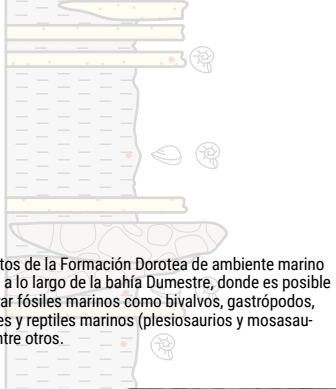 tos de la Formación Dorotea de ambiente marino
a lo largo de la bahía Dumestre, donde es posible
ar fósiles marinos como bivalvos, gastrópodos,
es y reptiles marinos (plesiosaurios y mosasau-
ntre otros.